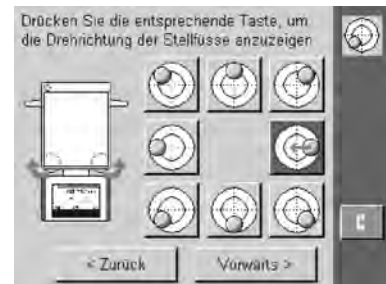 Drücken Sie die entsprechende Taste, um
die Drehrichtung der Stellfüsse anzuzeigen
< Zurück
Vorwärts >